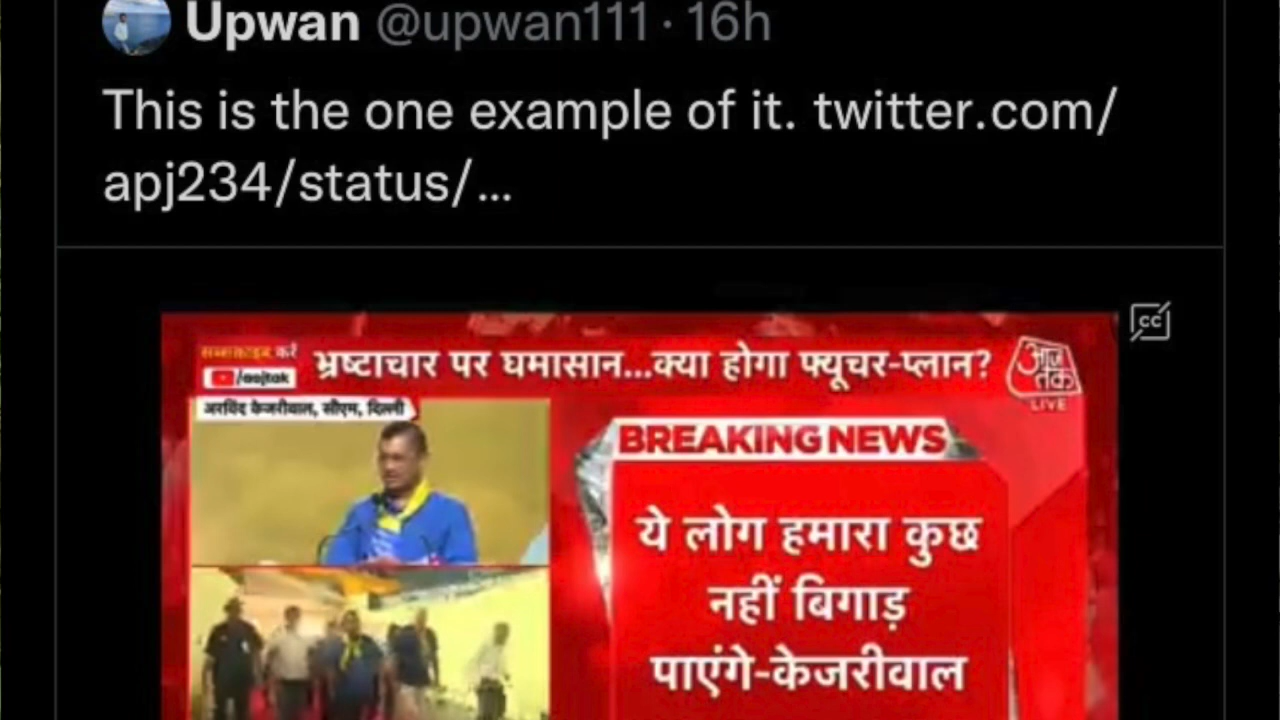 Upwan @upwan111 · 16h
This is the one example of it. twitter.com/
apj234/status/...
CC
सब्सक्राइब करें
/aajtak
भ्रष्टाचार पर घमासान...क्या होगा फ्यूचर-प्लान?
आज
तक
LIVE
अरविंद केजरीवाल, सीएम, दिल्ली
BREAKING NEWS
ये लोग हमारा कुछ
नहीं बिगाड़
पाएंगे-केजरीवाल